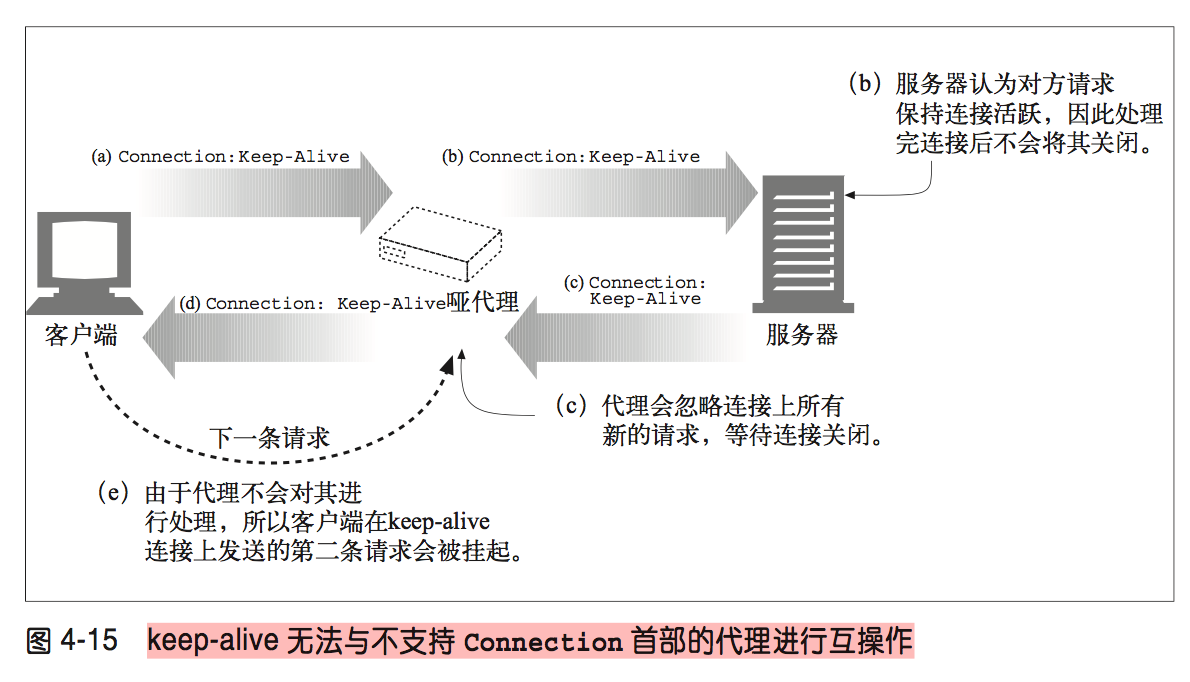 （b）服务器认为对方请求
保持连接活跃，因此处理
完连接后不会将其关闭。
(a) Connection:Keep-Alive
(b) Connection:Keep-Alive
(c) Connection:
Keep-Alive
(d) Connection: Keep-Alive
哑代理
客户端
服务器
（c）代理会忽略连接上所有
新的请求，等待连接关闭。
下一条请求
（e）由于代理不会对其进
行处理，所以客户端在keep-alive
连接上发送的第二条请求会被挂起。
图 4-15 keep-alive 无法与不支持 Connection 首部的代理进行互操作